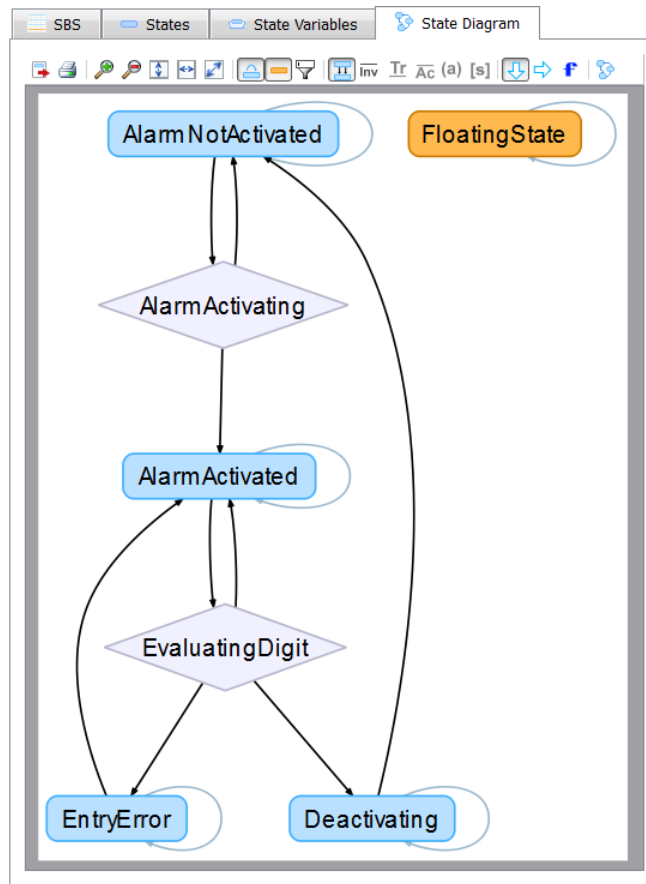 SBS States State Variables State Diagram
Inv Tr Ac (a) [s] f
AlarmNotActivated FloatingState
AlarmActivating
AlarmActivated
EvaluatingDigit
EntryError Deactivating